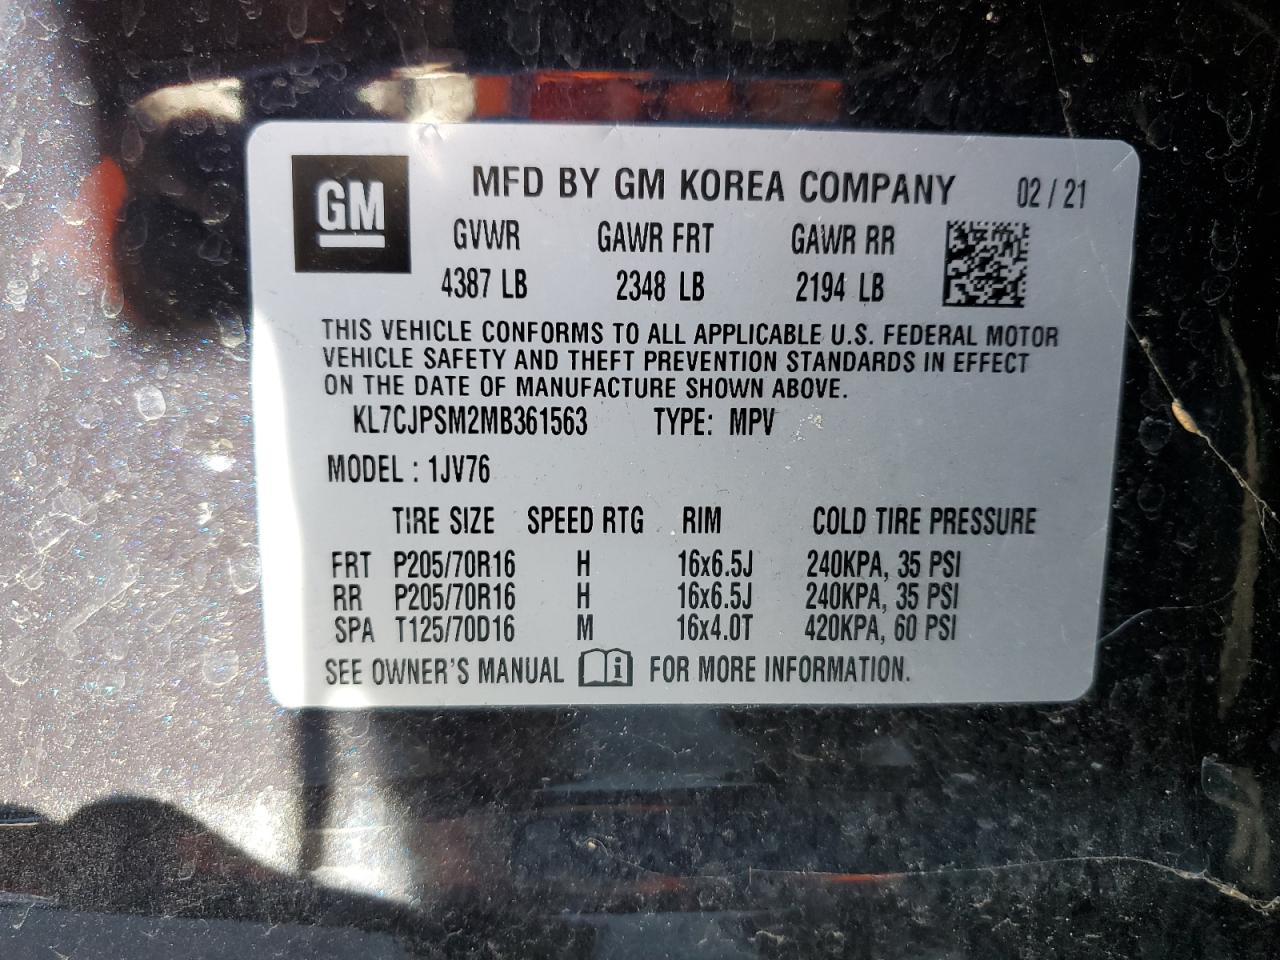 GM
MFD BY GM KOREA COMPANY 02 / 21
GVWR GAWR FRT GAWR RR
4387 LB 2348 LB 2194 LB
THIS VEHICLE CONFORMS TO ALL APPLICABLE U.S. FEDERAL MOTOR
VEHICLE SAFETY AND THEFT PREVENTION STANDARDS IN EFFECT
ON THE DATE OF MANUFACTURE SHOWN ABOVE.
KL7CJPSM2MB361563 TYPE: MPV
MODEL : 1JV76
TIRE SIZE SPEED RTG RIM COLD TIRE PRESSURE
FRT P205/70R16 H 16x6.5J 240KPA, 35 PSI
RR P205/70R16 H 16x6.5J 240KPA, 35 PSI
SPA T125/70D16 M 16x4.0T 420KPA, 60 PSI
SEE OWNER'S MANUAL i FOR MORE INFORMATION.